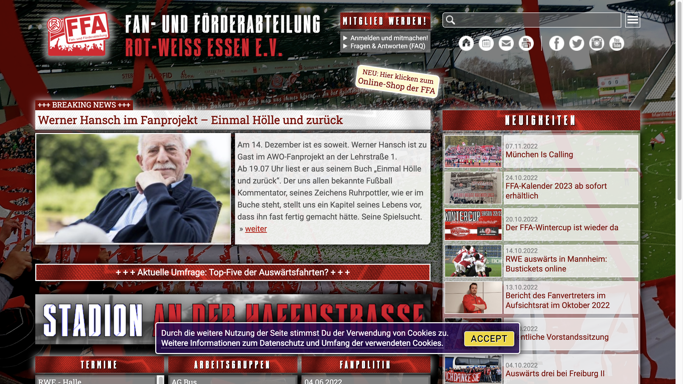 FFA
FAN- UND FÖRDERABTEILUNG
ROT-WEISS ESSEN E.V.
MITGLIED WERDEN!
▸ Anmelden und mitmachen!
▸ Fragen & Antworten (FAQ)
NEU: Hier klicken zum
Online-Shop der FFA
+++ BREAKING NEWS +++
Werner Hansch im Fanprojekt – Einmal Hölle und zurück
Am 14. Dezember ist es soweit. Werner Hansch ist zu
Gast im AWO-Fanprojekt an der Lehrstraße 1.
Ab 19.07 Uhr liest er aus seinem Buch „Einmal Hölle
und zurück“. Der uns allen bekannte Fußball
Kommentator, seines Zeichens Ruhrpottler, wie er im
Buche steht, stellt uns ein Kapitel seines Lebens vor,
dass ihn fast fertig gemacht hätte. Seine Spielsucht.
» weiter
+ + + Aktuelle Umfrage: Top-Five der Auswärtsfahrten? + + +
STADION AN DER HAFENSTRASSE
TERMINE
RWE - Halle
ARBEITSGRUPPEN
AG Bus
FANPOLITIK
04.06.2022
NEUIGKEITEN
07.11.2022
München Is Calling
24.10.2022
FFA-Kalender 2023 ab sofort
erhältlich
WINTERCUP
20.10.2022
Der FFA-Wintercup ist wieder da
14.10.2022
RWE auswärts in Mannheim:
Bustickets online
13.10.2022
Bericht des Fanvertreters im
Aufsichtsrat im Oktober 2022
2022
entliche Vorstandssitzung
04.10.2022
Auswärts drei bei Freiburg II
Durch die weitere Nutzung der Seite stimmst Du der Verwendung von Cookies zu.
Weitere Informationen zum Datenschutz und Umfang der verwendeten Cookies.
ACCEPT